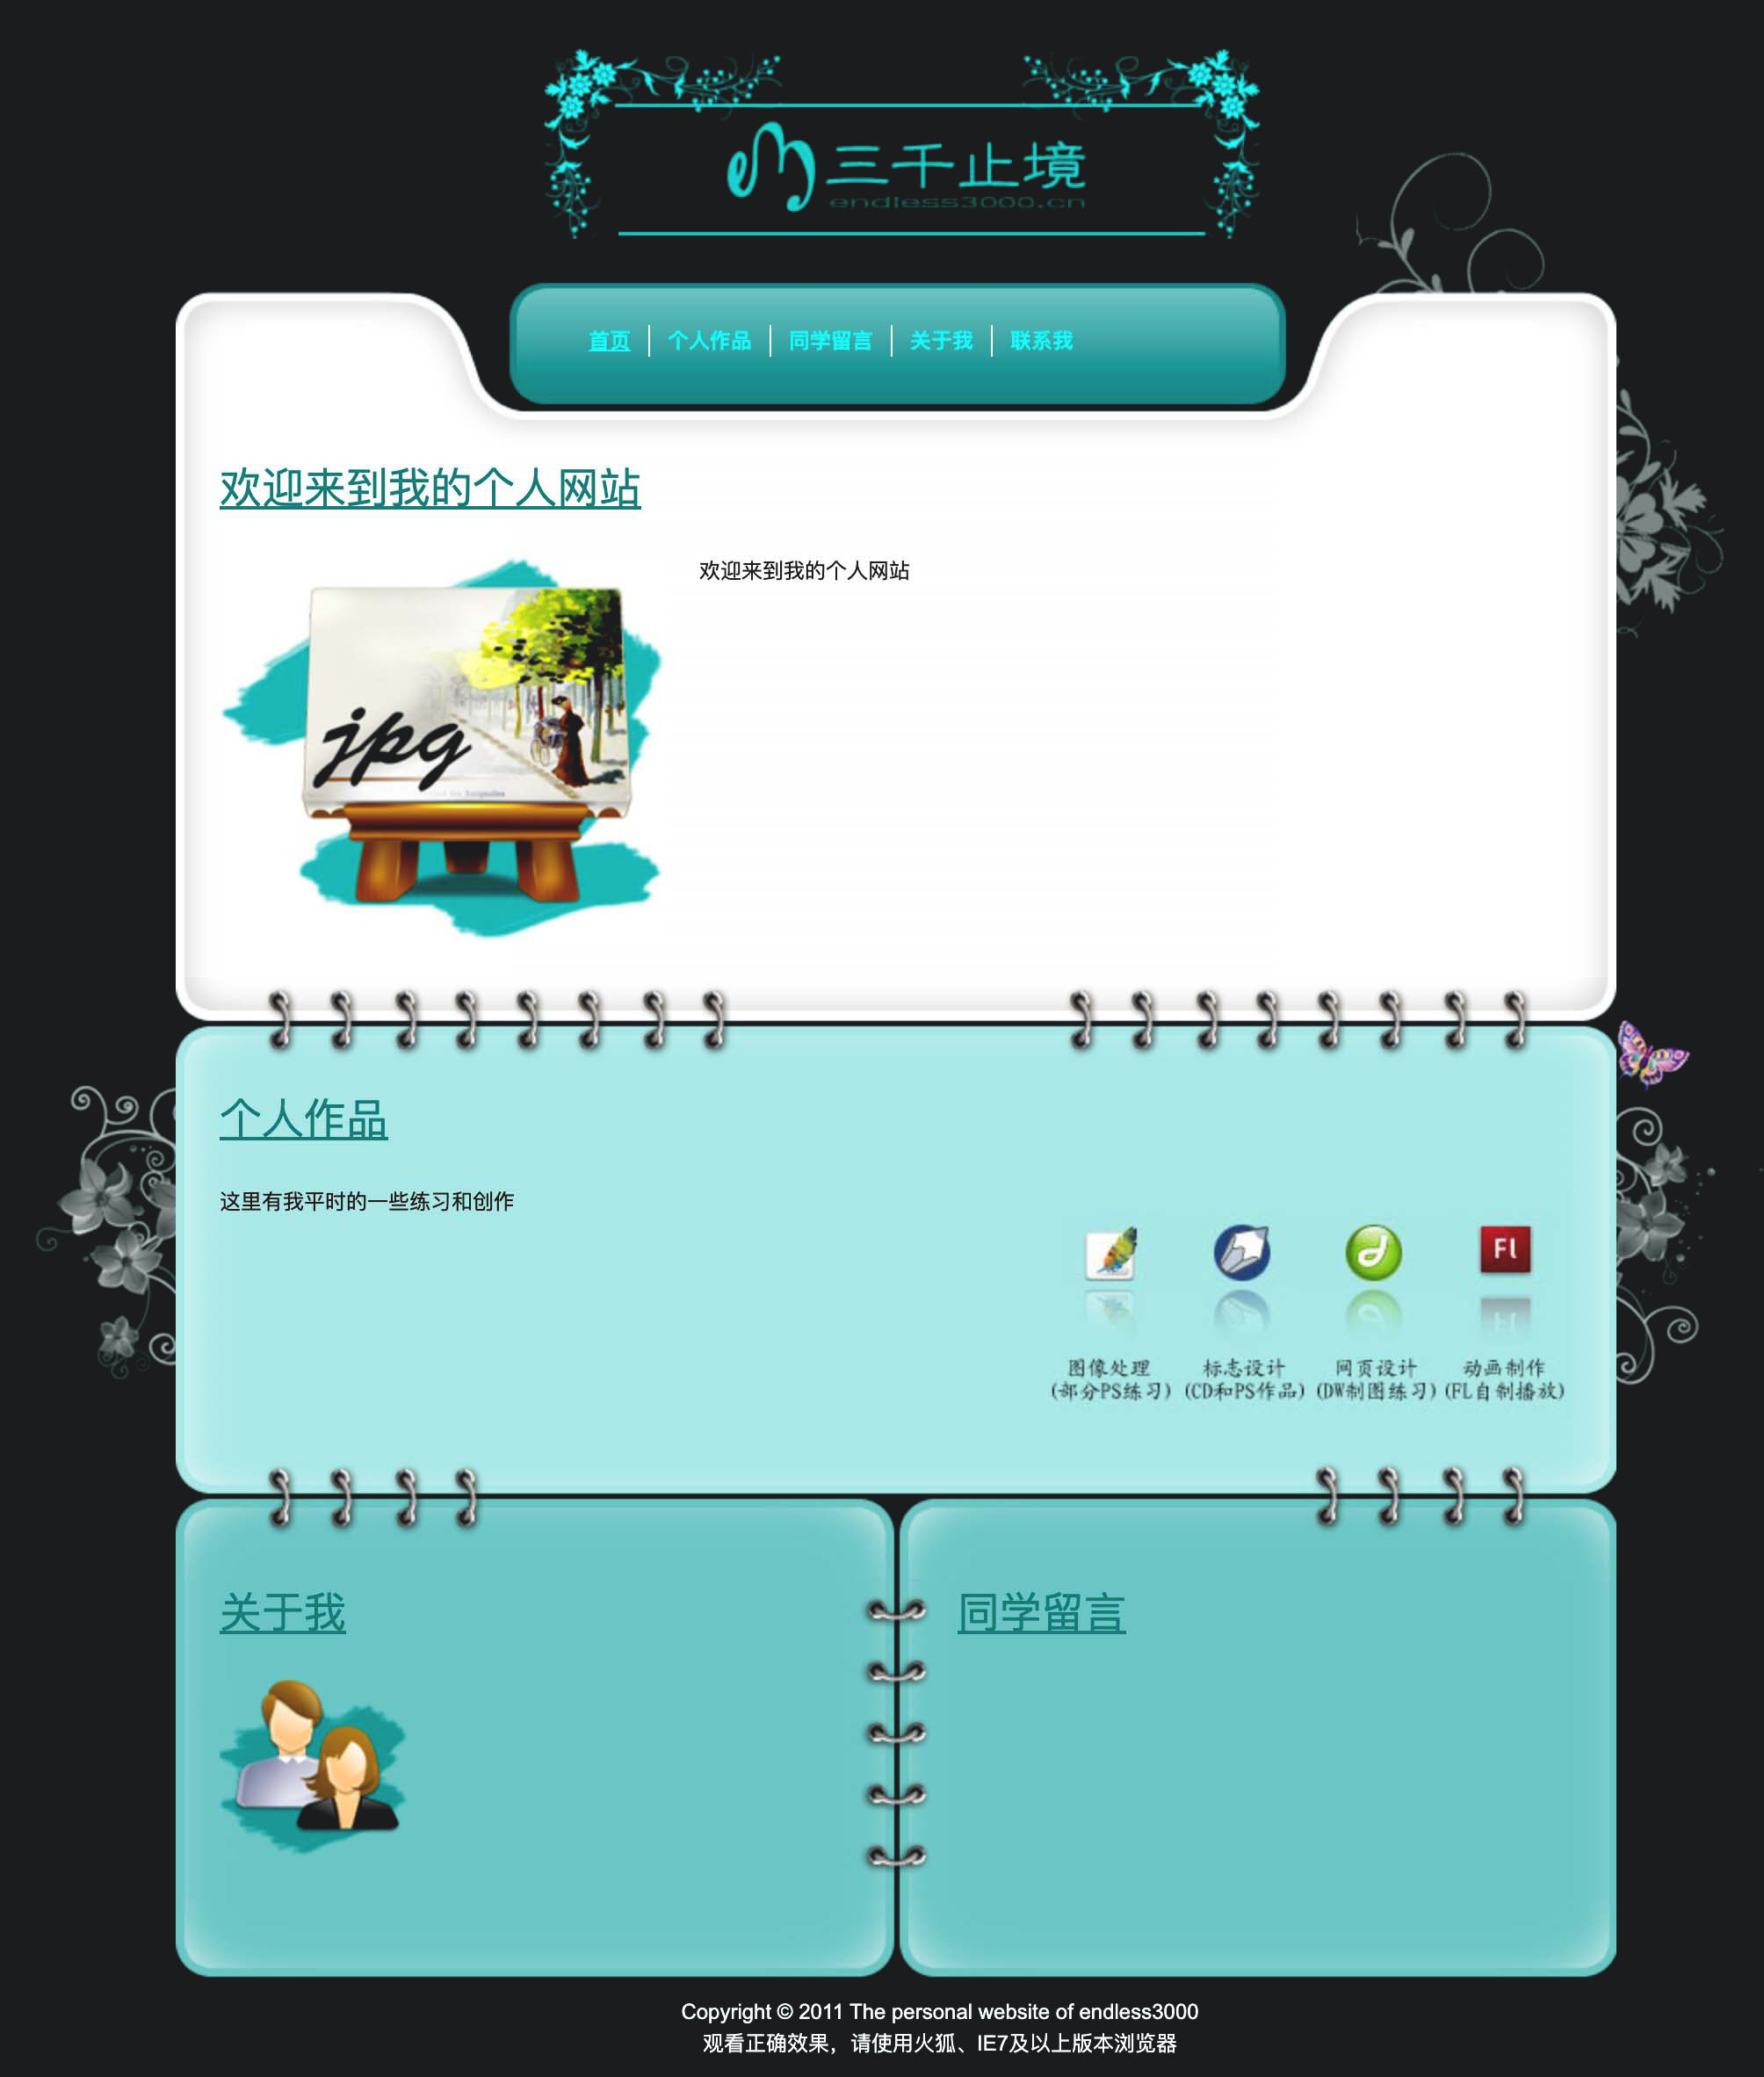 三千止境
endless3000.cn
首页 个人作品 同学留言 关于我 联系我
欢迎来到我的个人网站
欢迎来到我的个人网站
jpg
个人作品
这里有我平时的一些练习和创作
Fl
图像处理 标志设计 网页设计 动画制作
(部分PS练习) (CD和PS作品) (DW制图练习) (FL自制播放)
关于我 同学留言
Copyright © 2011 The personal website of endless3000
观看正确效果，请使用火狐、IE7及以上版本浏览器